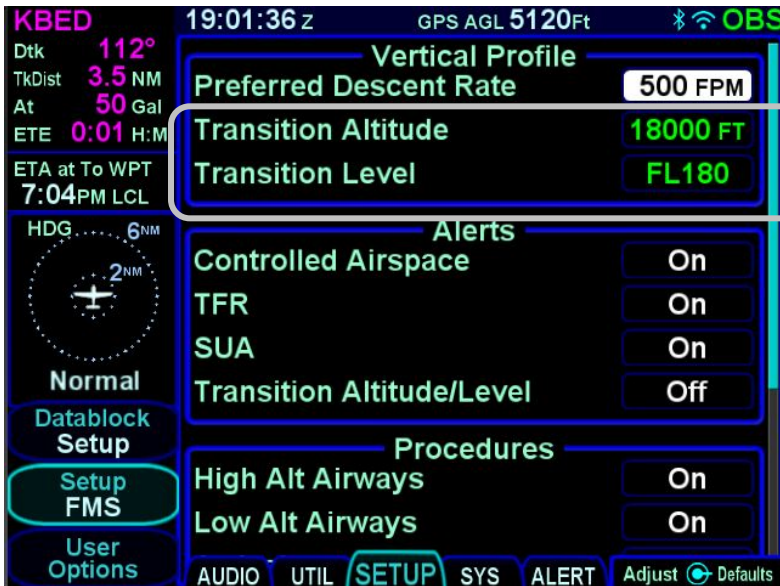 KBED 19:01:36 Z GPS AGL 5120Ft OBS
Dtk 112°
TkDist 3.5 NM
At 50 Gal
ETE 0:01 H:M
ETA at To WPT
7:04PM LCL
HDG 6NM
2NM
Normal
Datablock
Setup
Setup
FMS
User
Options
Vertical Profile
Preferred Descent Rate 500 FPM
Transition Altitude 18000 FT
Transition Level FL180
Alerts
Controlled Airspace On
TFR On
SUA On
Transition Altitude/Level Off
Procedures
High Alt Airways On
Low Alt Airways On
AUDIO UTIL SETUP SYS ALERT Adjust Defaults